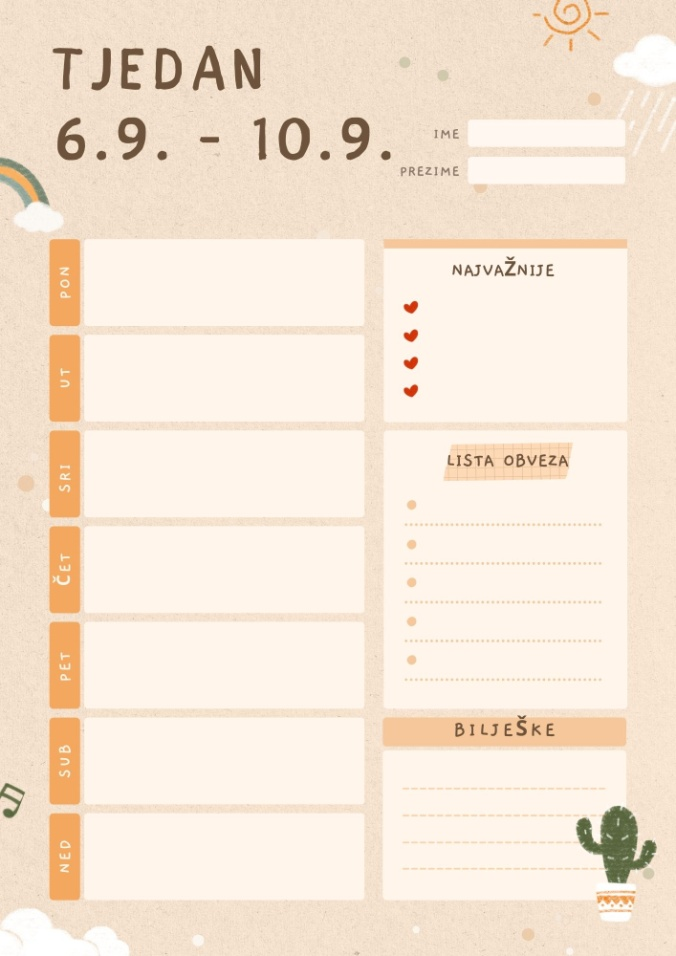 TJEDAN
6.9. - 10.9.
IME
PREZIME
PON
UT
SRI
ČET
PET
SUB
NED
NAJVAŽNIJE
LISTA OBVEZA
BILJEŠKE